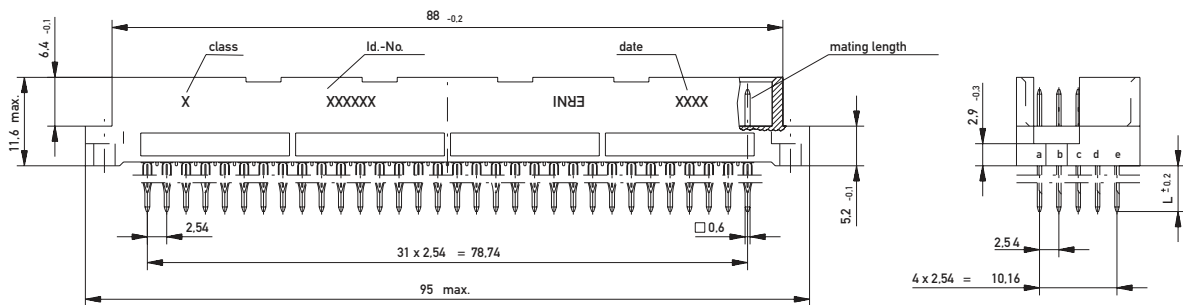 88 -0,2
class
Id.-No.
date
mating length
6,4 -0,1
11,6 max.
X
XXXXXX
ERNI
XXXX
2,9 -0,3
a b c d e
5,2 -0,1
L ±0,2
2,54
□ 0,6
31 x 2,54 = 78,74
95 max.
2,54
4 x 2,54 = 10,16